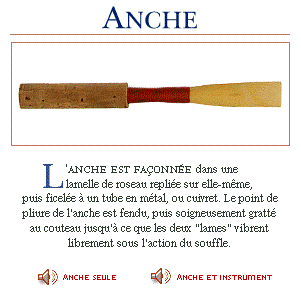 ANCHE
L'ANCHE EST FAÇONNÉE dans une
lamelle de roseau repliée sur elle-même,
puis ficelée à un tube en métal, ou cuivret. Le point de
pliure de l'anche est fendu, puis soigneusement gratté
au couteau jusqu'à ce que les deux "lames" vibrent
librement sous l'action du souffle.
ANCHE SEULE
ANCHE ET INSTRUMENT